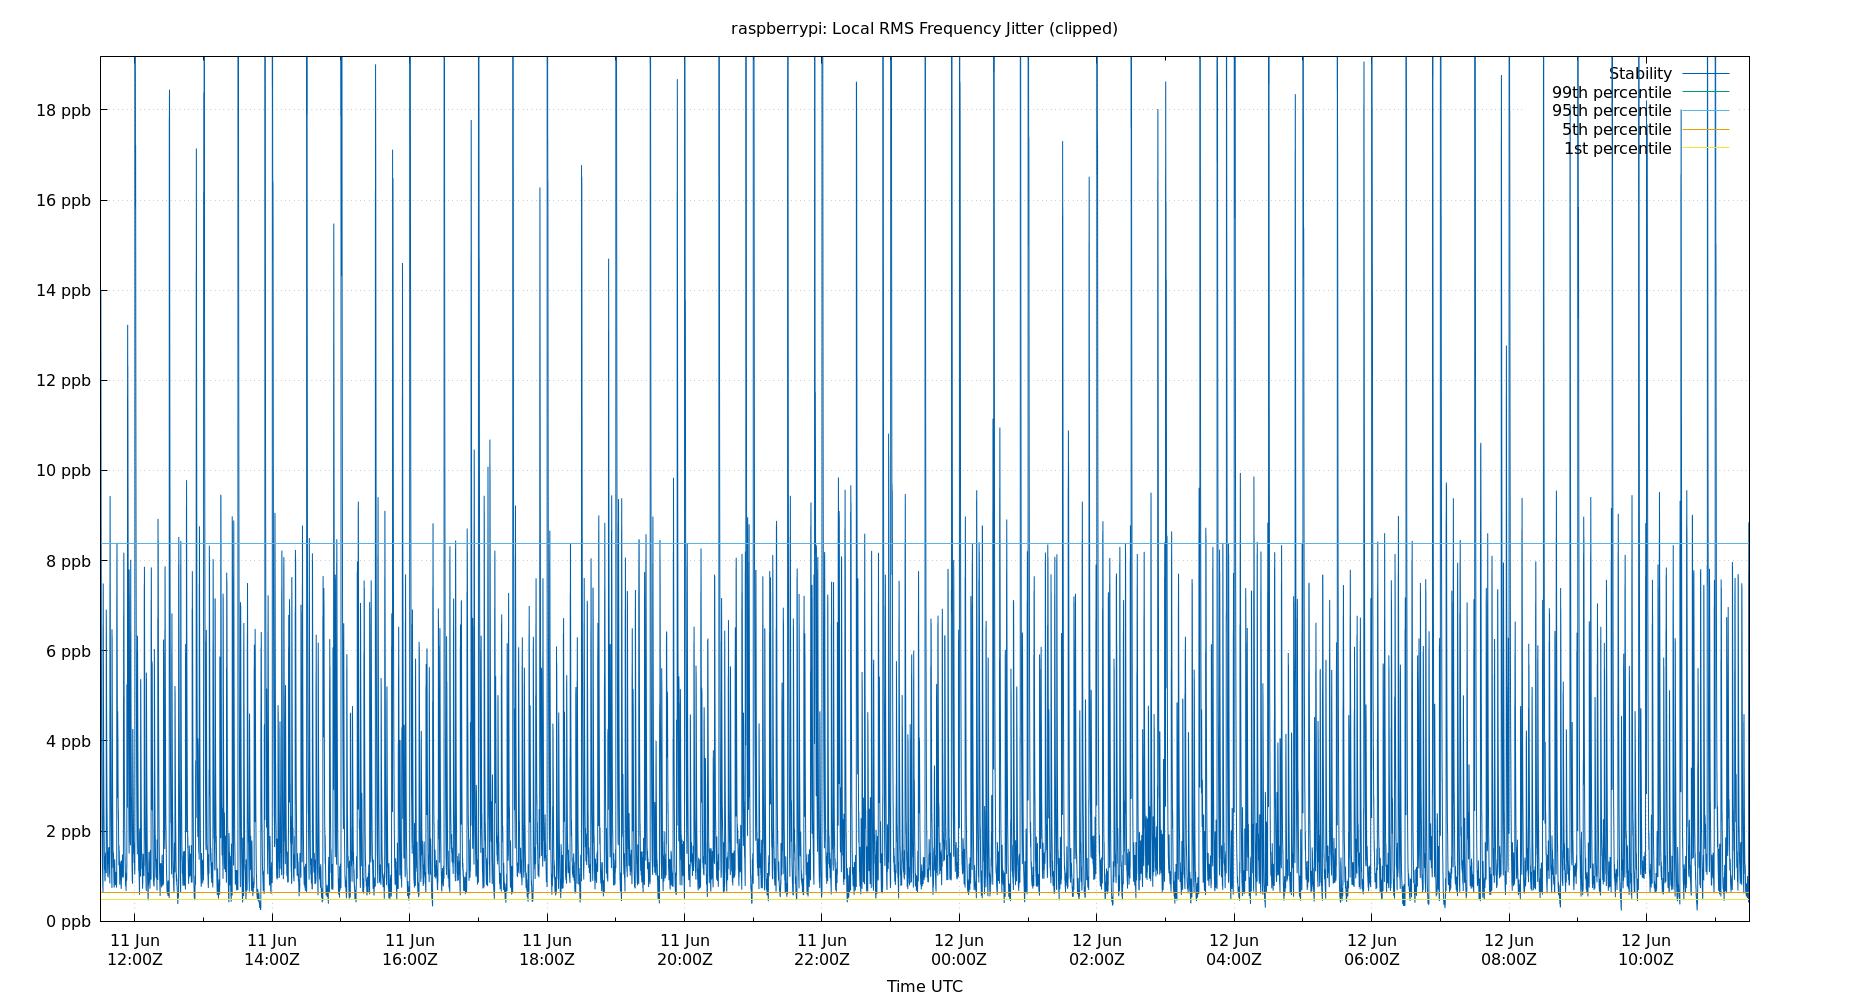 raspberrypi: Local RMS Frequency Jitter (clipped)
Stability
99th percentile
95th percentile
5th percentile
1st percentile
18 ppb
16 ppb
14 ppb
12 ppb
10 ppb
8 ppb
6 ppb
4 ppb
2 ppb
0 ppb
11 Jun 11 Jun 11 Jun 11 Jun 11 Jun 11 Jun 12 Jun 12 Jun 12 Jun 12 Jun 12 Jun 12 Jun
12:00Z 14:00Z 16:00Z 18:00Z 20:00Z 22:00Z 00:00Z 02:00Z 04:00Z 06:00Z 08:00Z 10:00Z
Time UTC